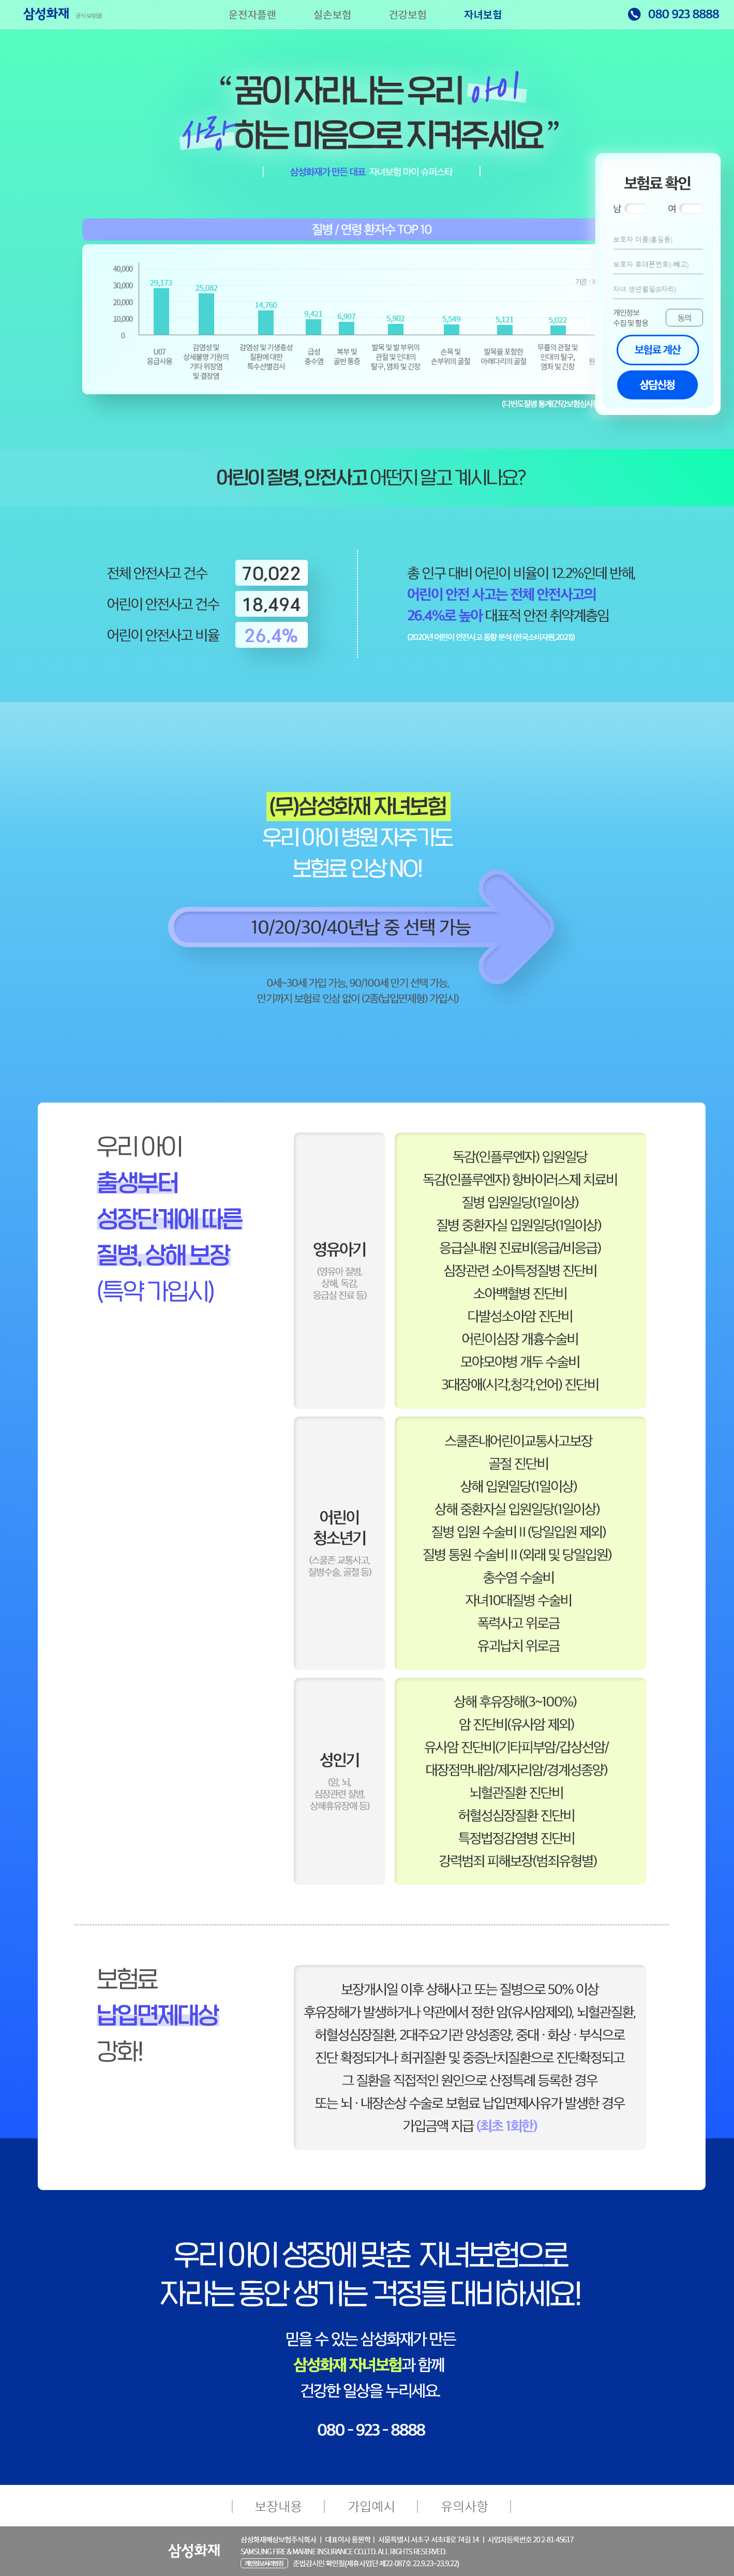 삼성화재 공식 보험몰
운전자플랜 실손보험 건강보험 자녀보험
080 923 8888
“ 꿈이 자라나는 우리 아이
사랑하는 마음으로 지켜주세요 ”
삼성화재가 만든 대표 자녀보험 마이 슈퍼스타
질병 / 연령 환자수 TOP 10
40,000
30,000
20,000
10,000
0
29,173
25,082
14,760
9,421
6,907
5,902
5,549
5,121
5,022
기준 :
U07
응급사용
감염성 및
상세불명 기원의
기타 위장염
및 결장염
감염성 및 기생충성
질환에 대한
특수선별검사
급성
충수염
복부 및
골반 통증
발목 및 발 부위의
관절 및 인대의
탈구, 염좌 및 긴장
손목 및
손부위의 골절
발목을 포함한
아래다리의 골절
무릎의 관절 및
인대의 탈구,
염좌 및 긴장
원
(다빈도질병 통계(건강보험심사
보험료 확인
남 여
보호자 이름(홍길동)
보호자 휴대폰번호(-빼고)
자녀 생년월일(8자리)
개인정보
수집 및 활용
동의
보험료 계산
상담신청
어린이 질병, 안전사고 어떤지 알고 계시나요?
전체 안전사고 건수 70,022
어린이 안전사고 건수 18,494
어린이 안전사고 비율 26.4%
총 인구 대비 어린이 비율이 12.2%인데 반해,
어린이 안전 사고는 전체 안전사고의
26.4%로 높아 대표적 안전 취약계층임
(2020년 어린이 안전사고 동향 분석 (한국소비자원,2021))
(무)삼성화재 자녀보험
우리 아이 병원 자주가도
보험료 인상 NO!
10/20/30/40년납 중 선택 가능
0세~30세 가입 가능, 90/100세 만기 선택 가능,
만기까지 보험료 인상 없이 (2종(납입면제형) 가입시)
우리 아이
출생부터
성장단계에 따른
질병, 상해 보장
(특약 가입시)
영유아기
(영유아 질병,
상해, 독감,
응급실 진료 등)
독감(인플루엔자) 입원일당
독감(인플루엔자) 항바이러스제 치료비
질병 입원일당(1일이상)
질병 중환자실 입원일당(1일이상)
응급실내원 진료비(응급/비응급)
심장관련 소아특정질병 진단비
소아백혈병 진단비
다발성소아암 진단비
어린이심장 개흉수술비
모야모야병 개두 수술비
3대장애(시각,청각,언어) 진단비
어린이
청소년기
(스쿨존 교통사고,
질병수술, 골절 등)
스쿨존내어린이교통사고보장
골절 진단비
상해 입원일당(1일이상)
상해 중환자실 입원일당(1일이상)
질병 입원 수술비 II (당일입원 제외)
질병 통원 수술비 II (외래 및 당일입원)
충수염 수술비
자녀10대질병 수술비
폭력사고 위로금
유괴납치 위로금
성인기
(암, 뇌,
심장관련 질병,
상해휴유장애 등)
상해 후유장해(3~100%)
암 진단비(유사암 제외)
유사암 진단비(기타피부암/갑상선암/
대장점막내암/제자리암/경계성종양)
뇌혈관질환 진단비
허혈성심장질환 진단비
특정법정감염병 진단비
강력범죄 피해보장(범죄유형별)
보험료
납입면제대상
강화!
보장개시일 이후 상해사고 또는 질병으로 50% 이상
후유장해가 발생하거나 약관에서 정한 암(유사암제외), 뇌혈관질환,
허혈성심장질환, 2대주요기관 양성종양, 중대 · 화상 · 부식으로
진단 확정되거나 희귀질환 및 중증난치질환으로 진단확정되고
그 질환을 직접적인 원인으로 산정특례 등록한 경우
또는 뇌 · 내장손상 수술로 보험료 납입면제사유가 발생한 경우
가입금액 지급 (최초 1회한)
우리 아이 성장에 맞춘 자녀보험으로
자라는 동안 생기는 걱정들 대비하세요!
믿을 수 있는 삼성화재가 만든
삼성화재 자녀보험과 함께
건강한 일상을 누리세요.
080 - 923 - 8888
보장내용 가입예시 유의사항
삼성화재
삼성화재해상보험주식회사 | 대표이사 홍원학 | 서울특별시 서초구 서초대로 74길 14 | 사업자등록번호 202-81-45617
SAMSUNG FIRE & MARINE INSURANCE CO.LTD. ALL RIGHTS RESERVED.
개인정보처리방침 준법감시인 확인필(제휴사업단 제22-087호 22.9.23~23.9.22)